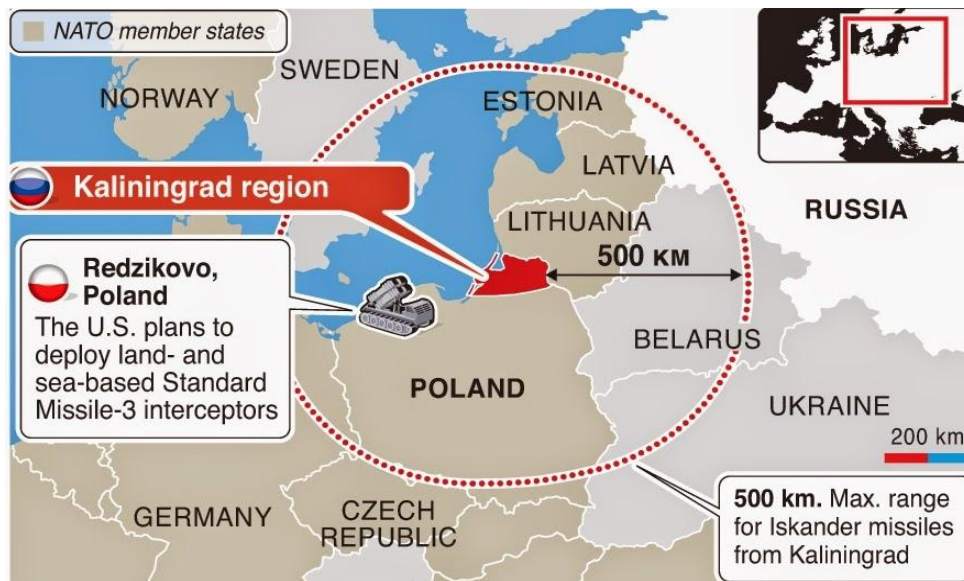 NATO member states
SWEDEN
NORWAY
ESTONIA
LATVIA
Kaliningrad region
LITHUANIA
RUSSIA
500 KM
Redzikovo,
Poland
The U.S. plans to
deploy land- and
sea-based Standard
Missile-3 interceptors
BELARUS
POLAND
UKRAINE
200 km
GERMANY
CZECH
REPUBLIC
500 km. Max. range
for Iskander missiles
from Kaliningrad